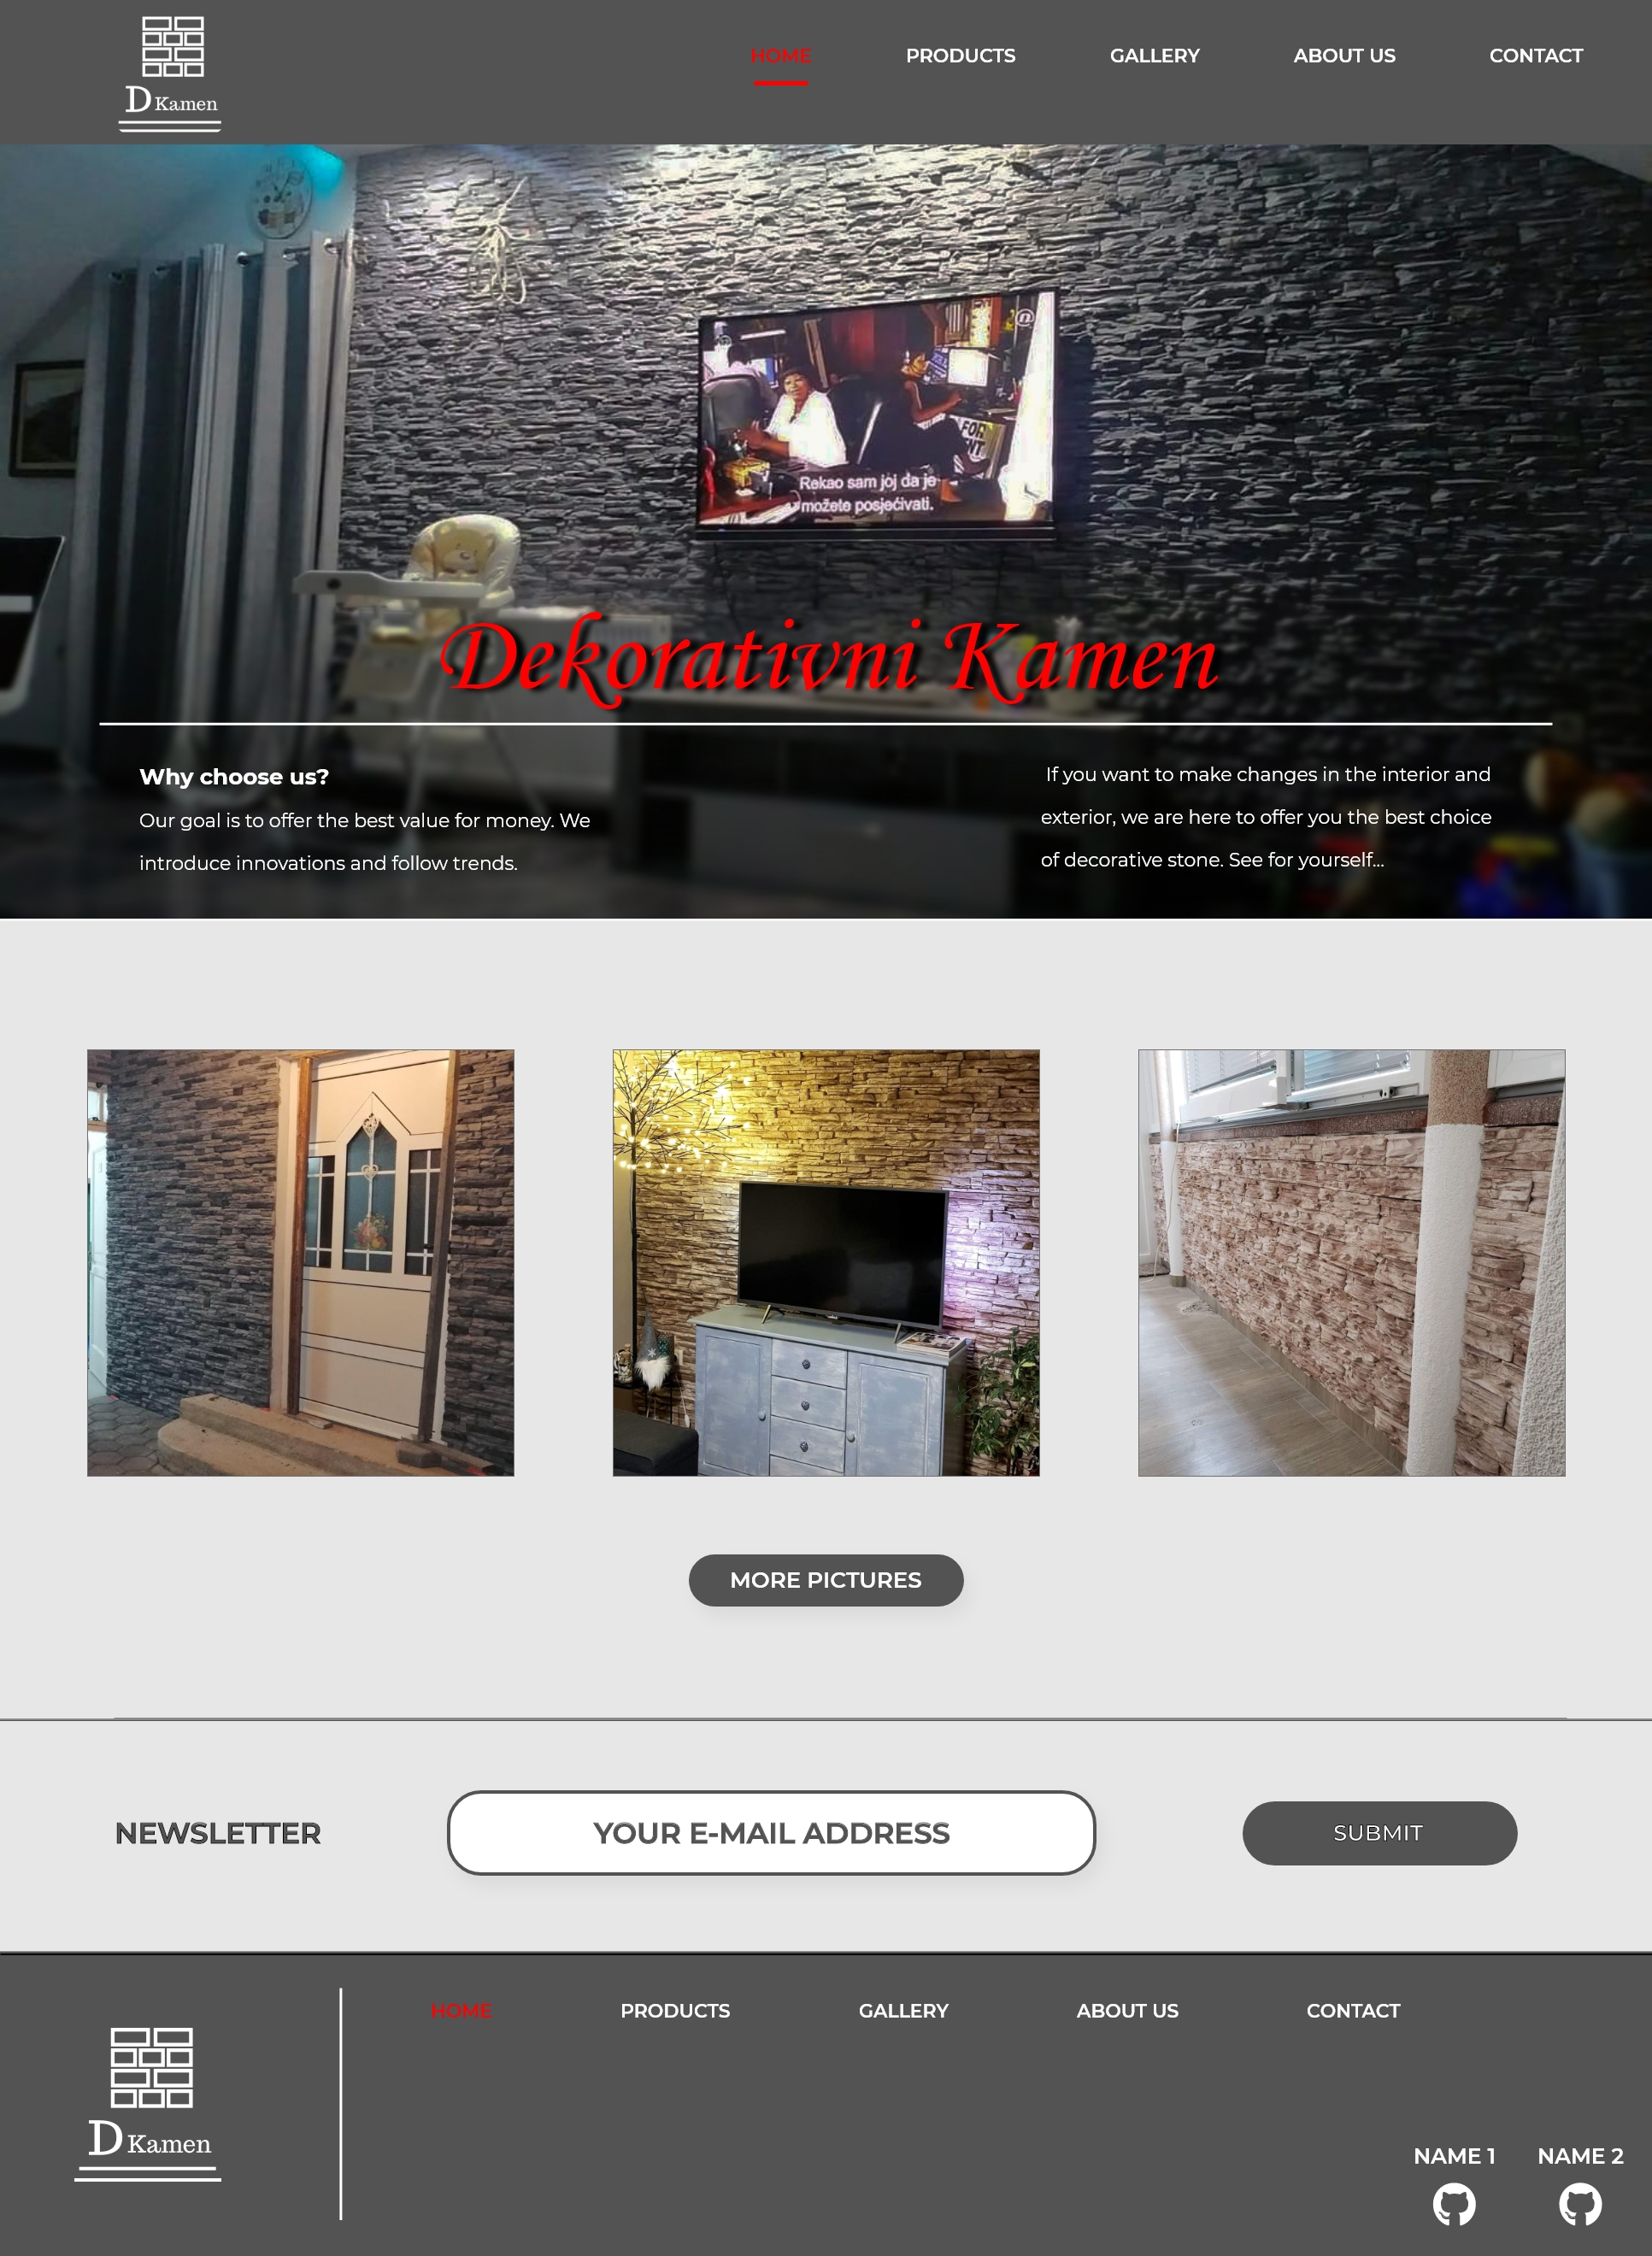 D Kamen
HOME
PRODUCTS
GALLERY
ABOUT US
CONTACT
Rekao sam joj da je
možete posjećivati.
Dekorativni Kamen
Why choose us?
Our goal is to offer the best value for money. We
introduce innovations and follow trends.
If you want to make changes in the interior and
exterior, we are here to offer you the best choice
of decorative stone. See for yourself...
MORE PICTURES
NEWSLETTER
YOUR E-MAIL ADDRESS
SUBMIT
D Kamen
HOME
PRODUCTS
GALLERY
ABOUT US
CONTACT
NAME 1
NAME 2